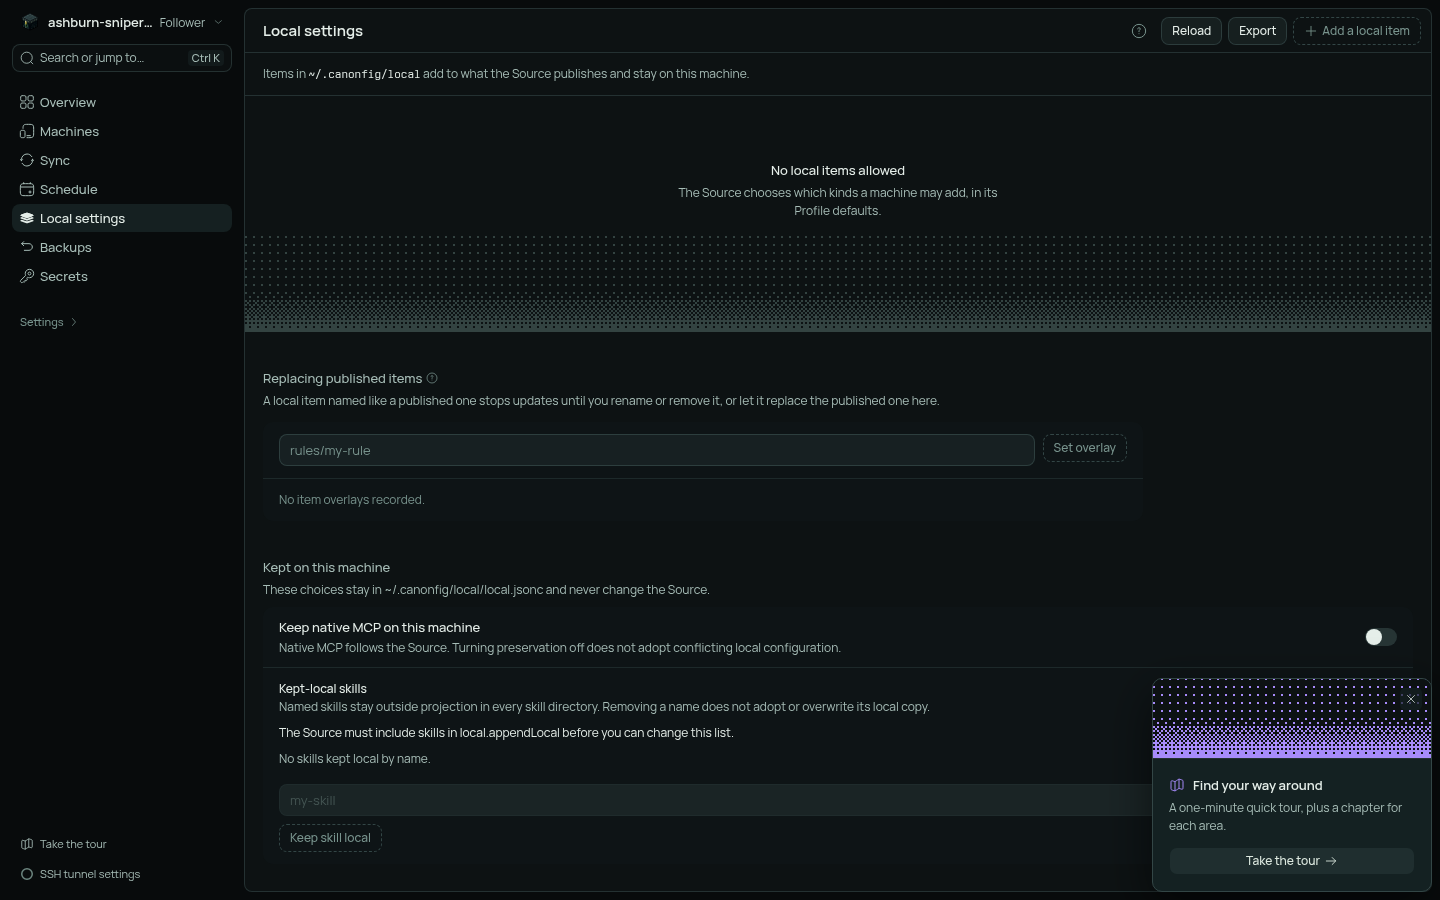 ashburn-sniper... Follower
Search or jump to... Ctrl K
Overview
Machines
Sync
Schedule
Local settings
Backups
Secrets
Settings
Take the tour
SSH tunnel settings
Local settings
Reload
Export
Add a local item
Items in ~/.canonfig/local add to what the Source publishes and stay on this machine.
No local items allowed
The Source chooses which kinds a machine may add, in its
Profile defaults.
Replacing published items
A local item named like a published one stops updates until you rename or remove it, or let it replace the published one here.
rules/my-rule
Set overlay
No item overlays recorded.
Kept on this machine
These choices stay in ~/.canonfig/local/local.jsonc and never change the Source.
Keep native MCP on this machine
Native MCP follows the Source. Turning preservation off does not adopt conflicting local configuration.
Kept-local skills
Named skills stay outside projection in every skill directory. Removing a name does not adopt or overwrite its local copy.
The Source must include skills in local.appendLocal before you can change this list.
No skills kept local by name.
my-skill
Keep skill local
Find your way around
A one-minute quick tour, plus a chapter for
each area.
Take the tour